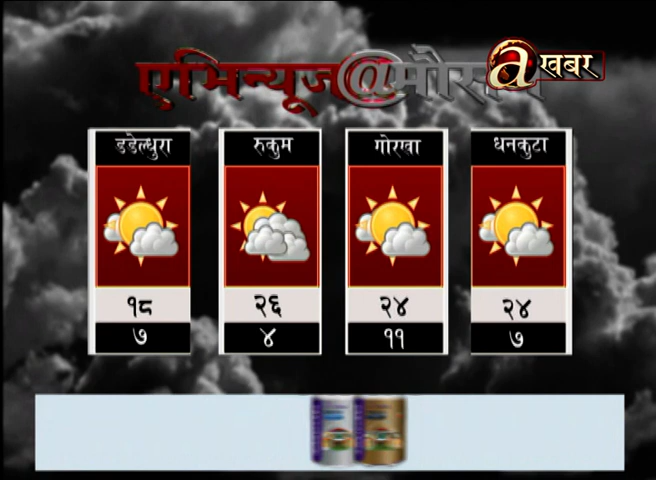 एभिन्यूज@मौसम
a खबर
डडेल्धुरा
१८
७
रुकुम
२६
४
गोरखा
२४
११
धनकुटा
२४
७